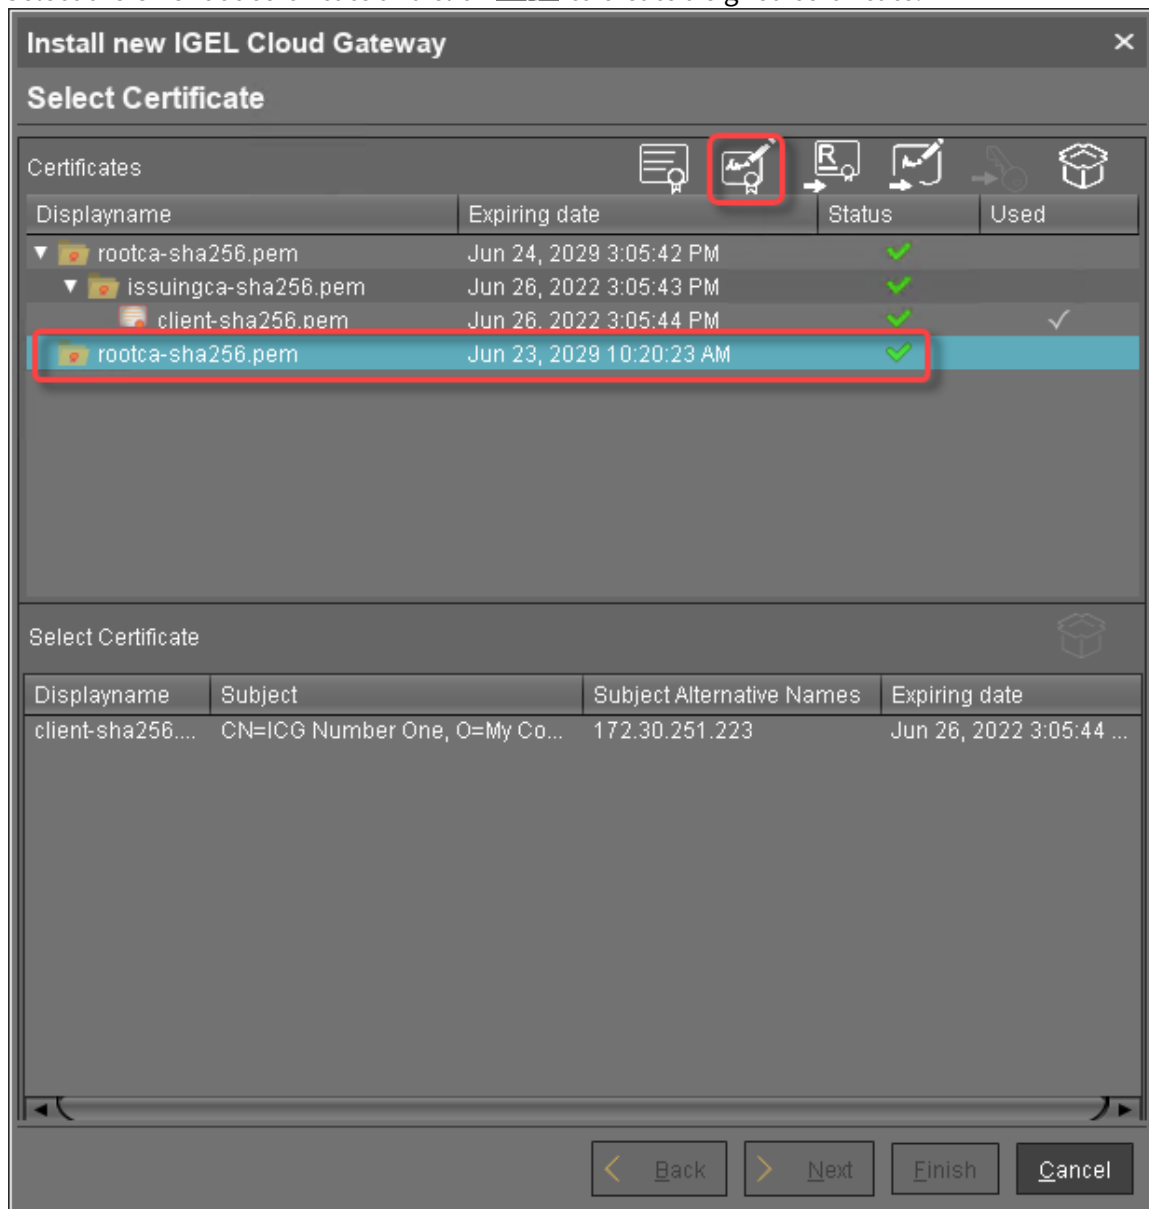 Install new IGEL Cloud Gateway
Select Certificate
Certificates
Displayname Expiring date Status Used
rootca-sha256.pem Jun 24, 2029 3:05:42 PM
issuingca-sha256.pem Jun 26, 2022 3:05:43 PM
client-sha256.pem Jun 26, 2022 3:05:44 PM
rootca-sha256.pem Jun 23, 2029 10:20:23 AM
Select Certificate
Displayname Subject Subject Alternative Names Expiring date
client-sha256.... CN=ICG Number One, O=My Co... 172.30.251.223 Jun 26, 2022 3:05:44 ...
Back Next Finish Cancel